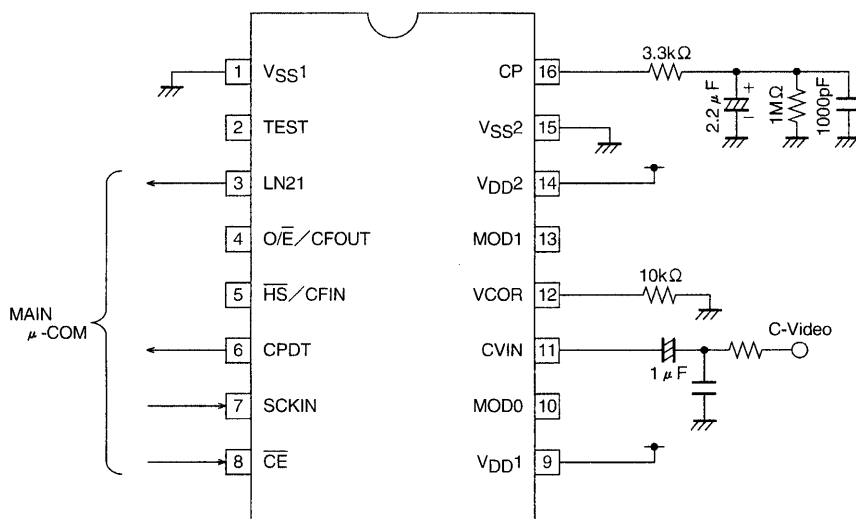 1 VSS1
2 TEST
3 LN21
4 O/E̅/CFOUT
5 H̅S̅/CFIN
6 CPDT
7 SCKIN
8 C̅E̅
MAIN
μ-COM
CP 16
VSS2 15
VDD2 14
MOD1 13
VCOR 12
CVIN 11
MOD0 10
VDD1 9
3.3kΩ
2.2μF
+
−
1MΩ
1000pF
10kΩ
1μF
C-Video